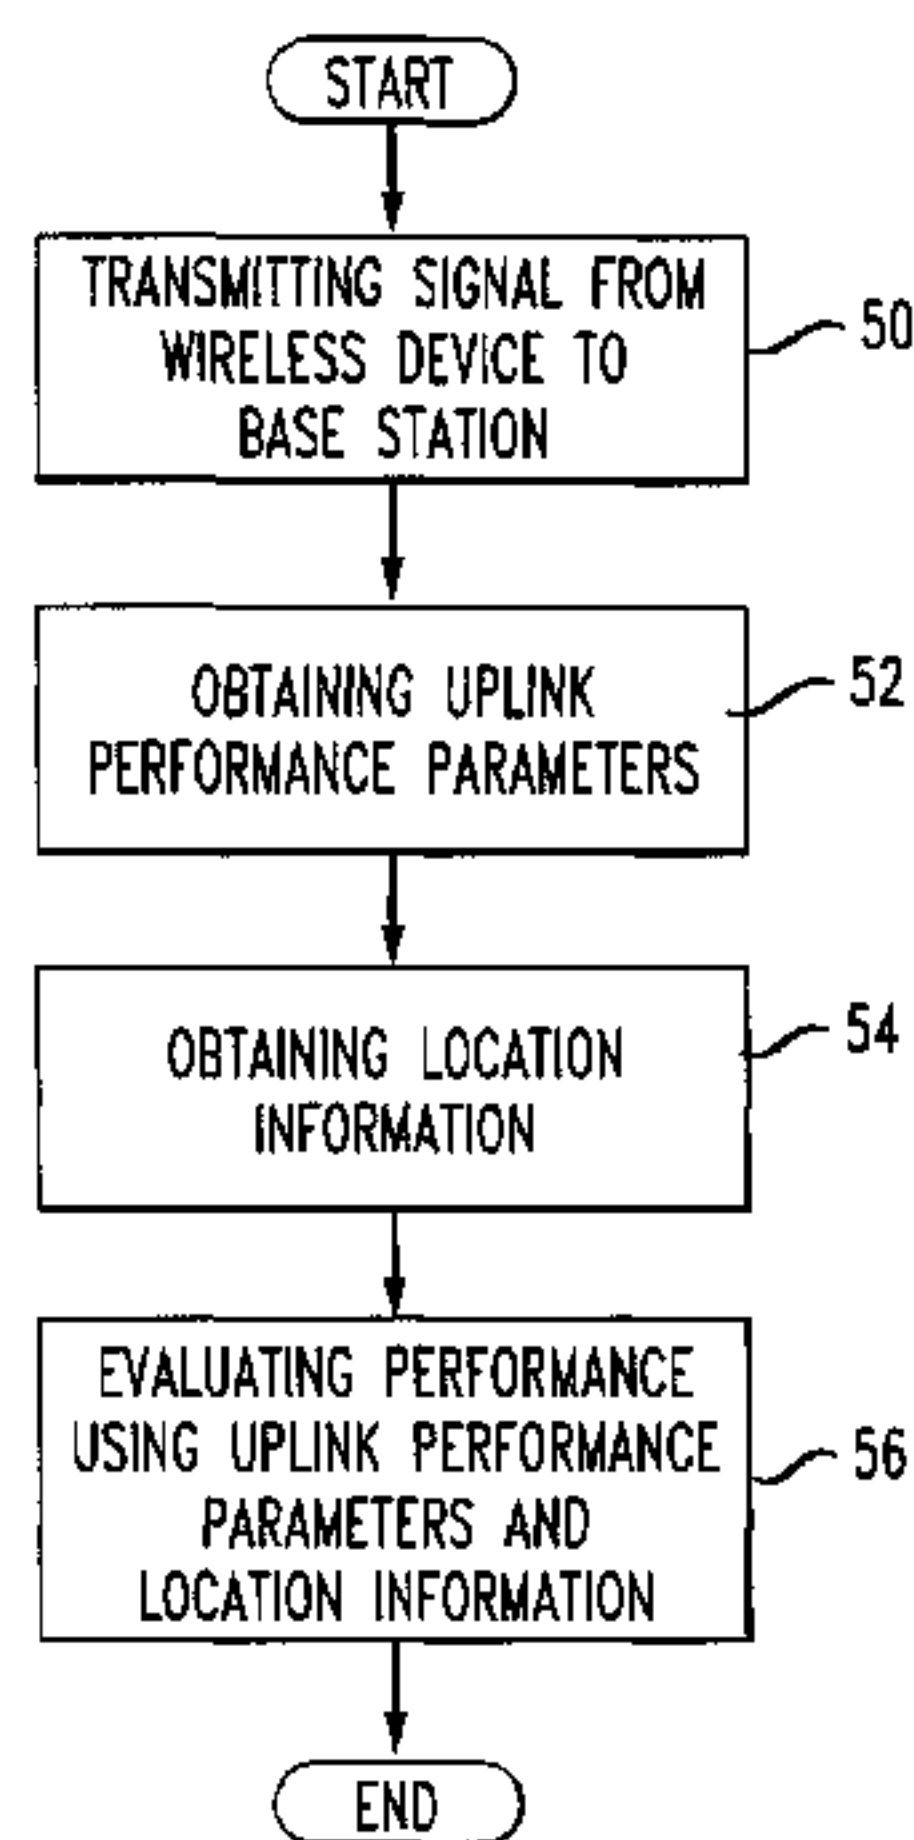 START
TRANSMITTING SIGNAL FROM
WIRELESS DEVICE TO
BASE STATION
50
OBTAINING UPLINK
PERFORMANCE PARAMETERS
52
OBTAINING LOCATION
INFORMATION
54
EVALUATING PERFORMANCE
USING UPLINK PERFORMANCE
PARAMETERS AND
LOCATION INFORMATION
56
END